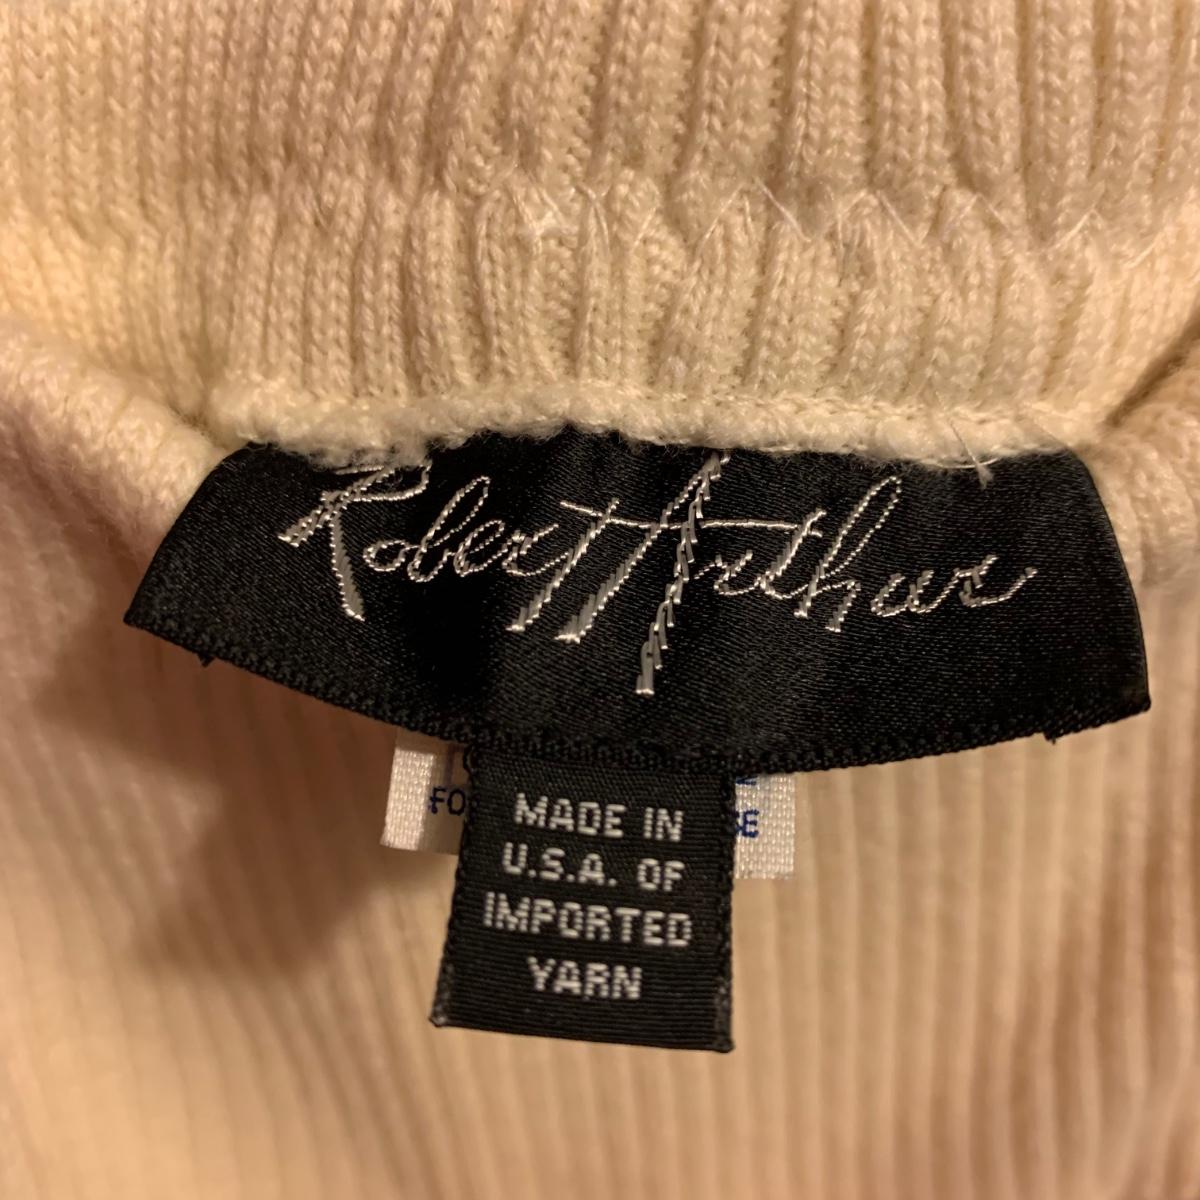 Robert Arthur
MADE IN
U.S.A. OF
IMPORTED
YARN